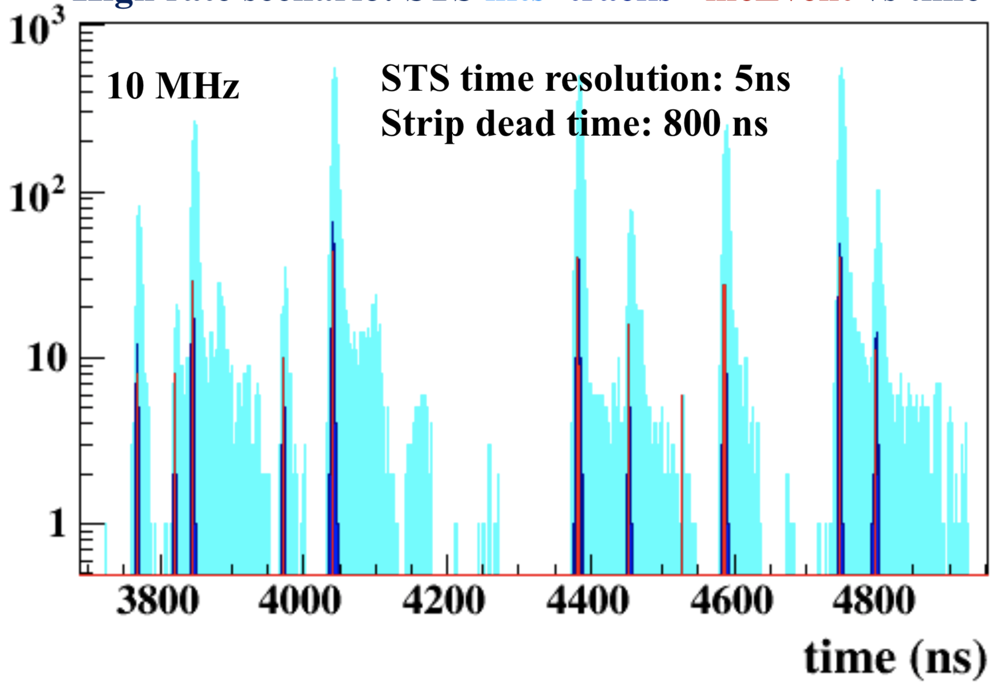 10³
10 MHz
STS time resolution: 5ns
Strip dead time: 800 ns
10²
10
1
3800 4000 4200 4400 4600 4800
time (ns)